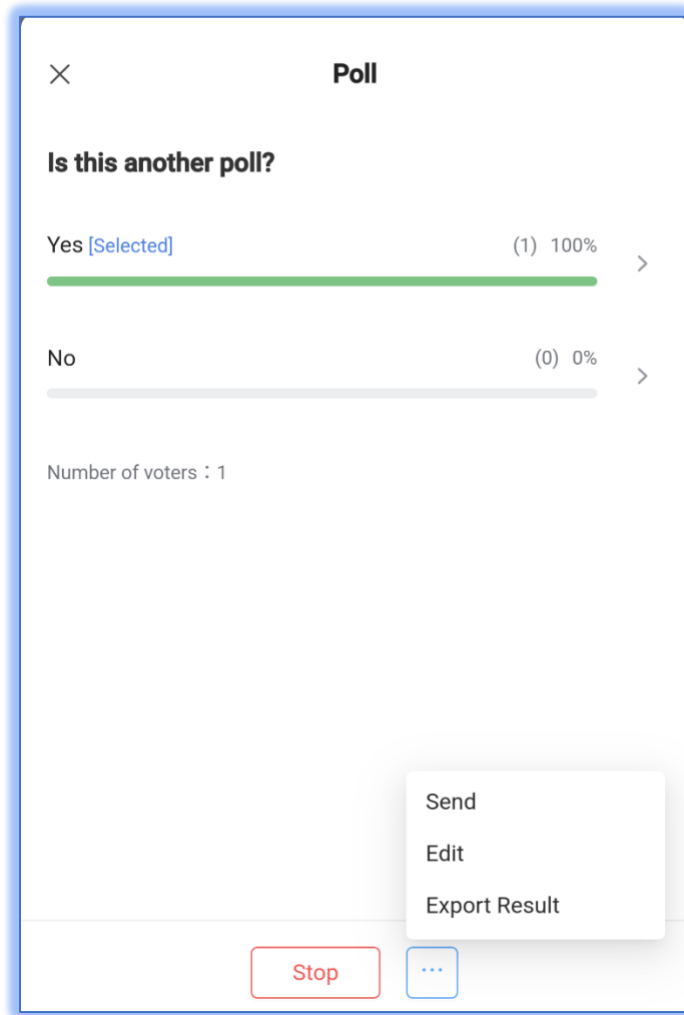 Poll
Is this another poll?
Yes [Selected] (1) 100%
No (0) 0%
Number of voters：1
Send
Edit
Export Result
Stop ...